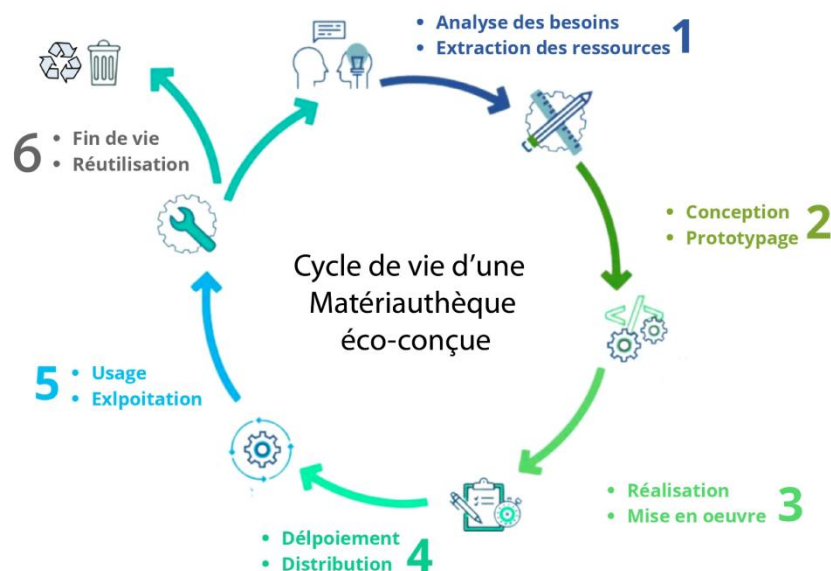 • Analyse des besoins
• Extraction des ressources
1
• Conception
• Prototypage
2
• Réalisation
• Mise en oeuvre
3
• Délpoiement
• Distribution
4
5
• Usage
• Exlpoitation
6
• Fin de vie
• Réutilisation
Cycle de vie d'une
Matériauthèque
éco-conçue